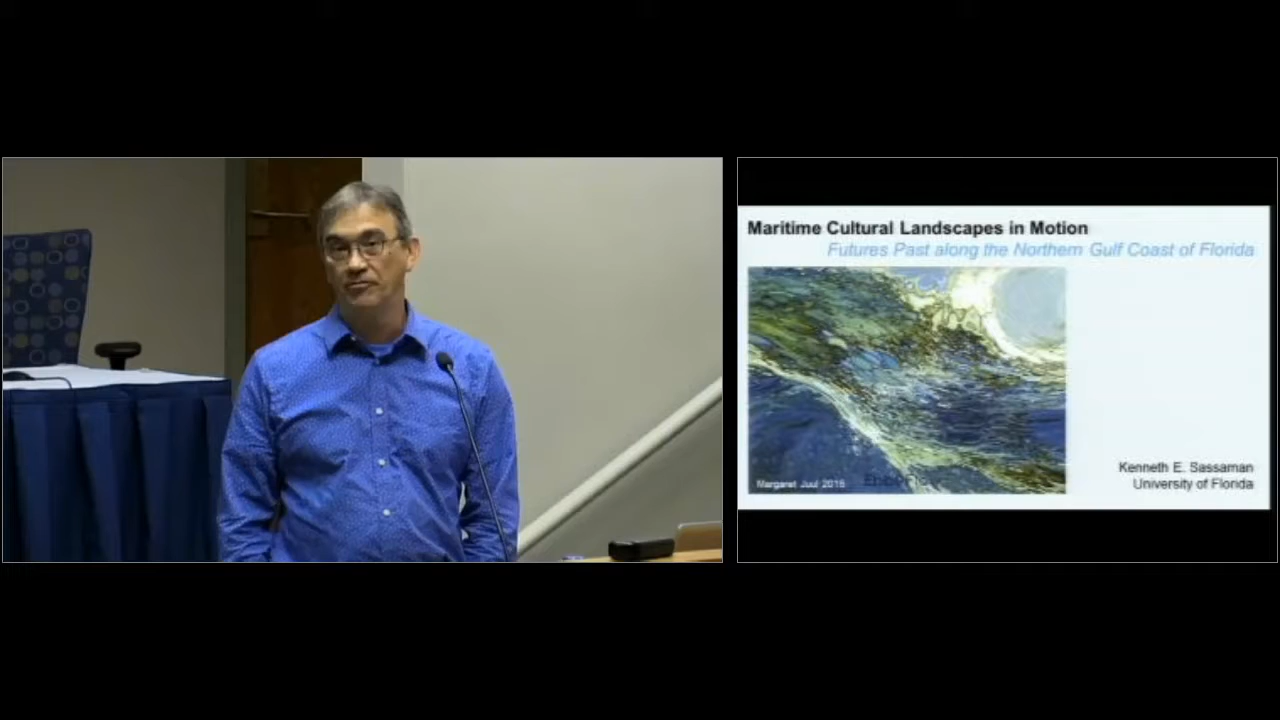 Maritime Cultural Landscapes in Motion
Futures Past along the Northern Gulf Coast of Florida
Margaret Juul 2015
Kenneth E. Sassaman
University of Florida